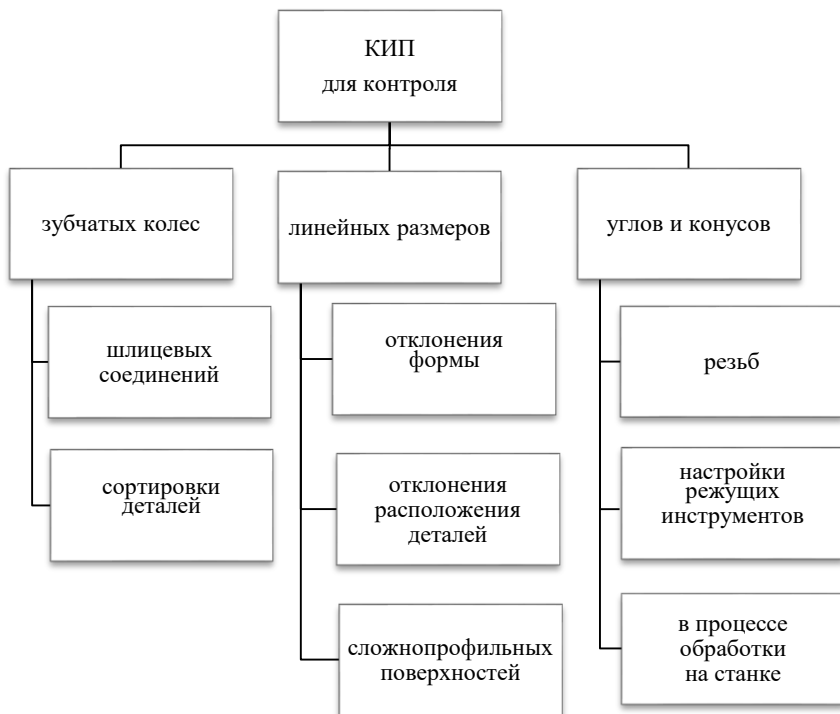 КИП
для контроля
зубчатых колес
линейных размеров
углов и конусов
шлицевых
соединений
отклонения
формы
резьб
сортировки
деталей
отклонения
расположения
деталей
настройки
режущих
инструментов
сложнопрофильных
поверхностей
в процессе
обработки
на станке